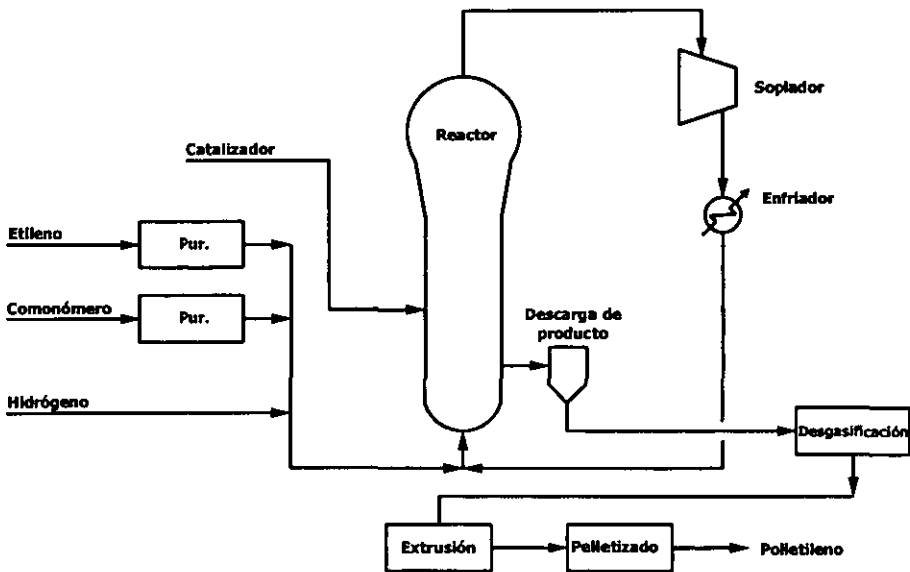 Soplador
Reactor
Catalizador
Enfriador
Etileno
Pur.
Comonómero
Pur.
Descarga de
producto
Hidrógeno
Desgasificación
Extrusión
Pelletizado
Polietileno